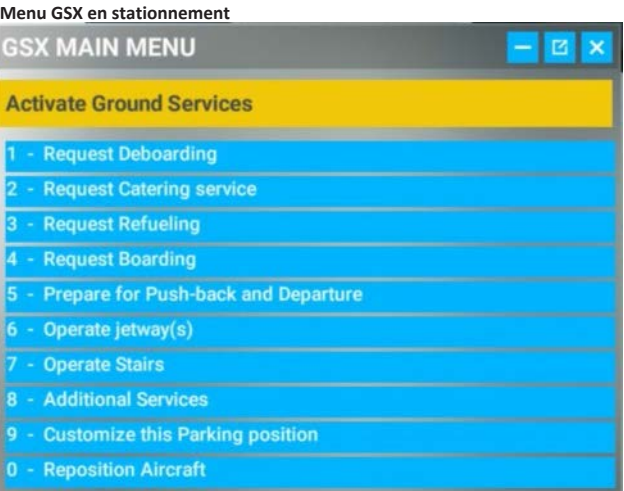 Menu GSX en stationnement
GSX MAIN MENU
Activate Ground Services
1 - Request Deboarding
2 - Request Catering service
3 - Request Refueling
4 - Request Boarding
5 - Prepare for Push-back and Departure
6 - Operate jetway(s)
7 - Operate Stairs
8 - Additional Services
9 - Customize this Parking position
0 - Reposition Aircraft